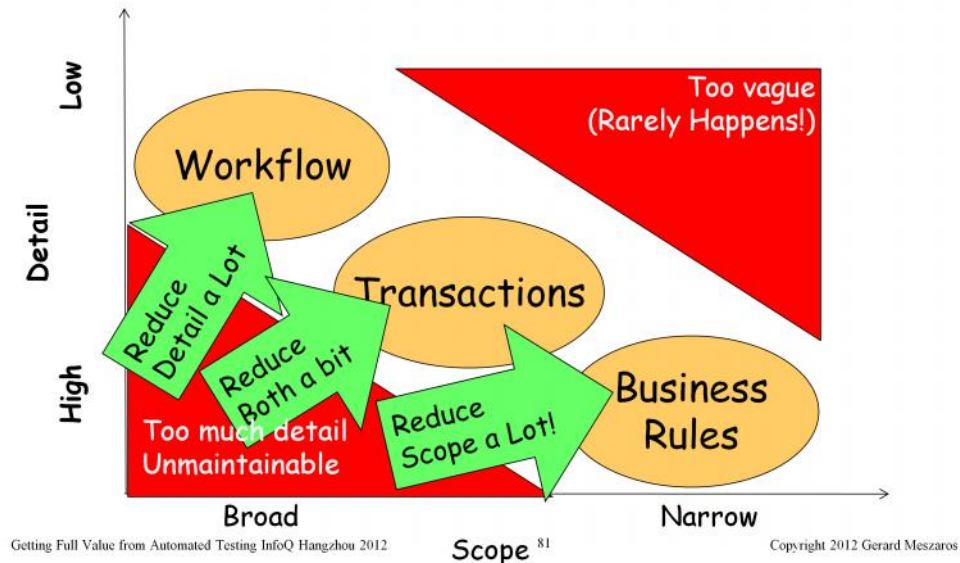 Low
Detail
High
Too vague
(Rarely Happens!)
Workflow
Transactions
Business
Rules
Reduce
Detail a Lot
Reduce
Both a bit
Reduce
Scope a Lot!
Too much detail
Unmaintainable
Broad
Narrow
Scope
81
Getting Full Value from Automated Testing InfoQ Hangzhou 2012
Copyright 2012 Gerard Meszaros